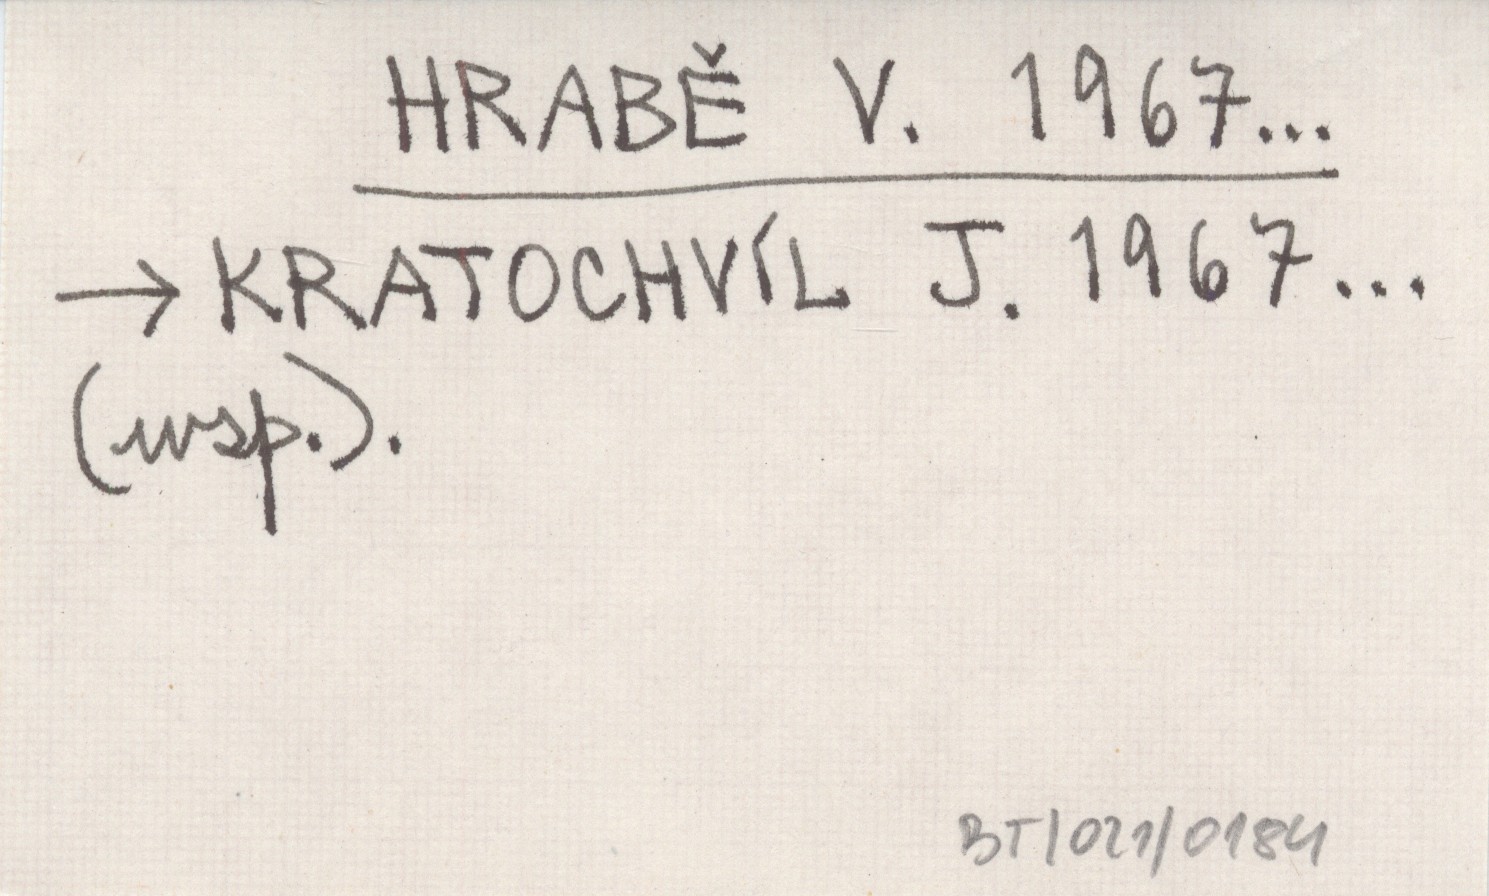 HRABĚ V. 1967...
→ KRATOCHVÍL J. 1967...
(wsp.).
BT/021/0184